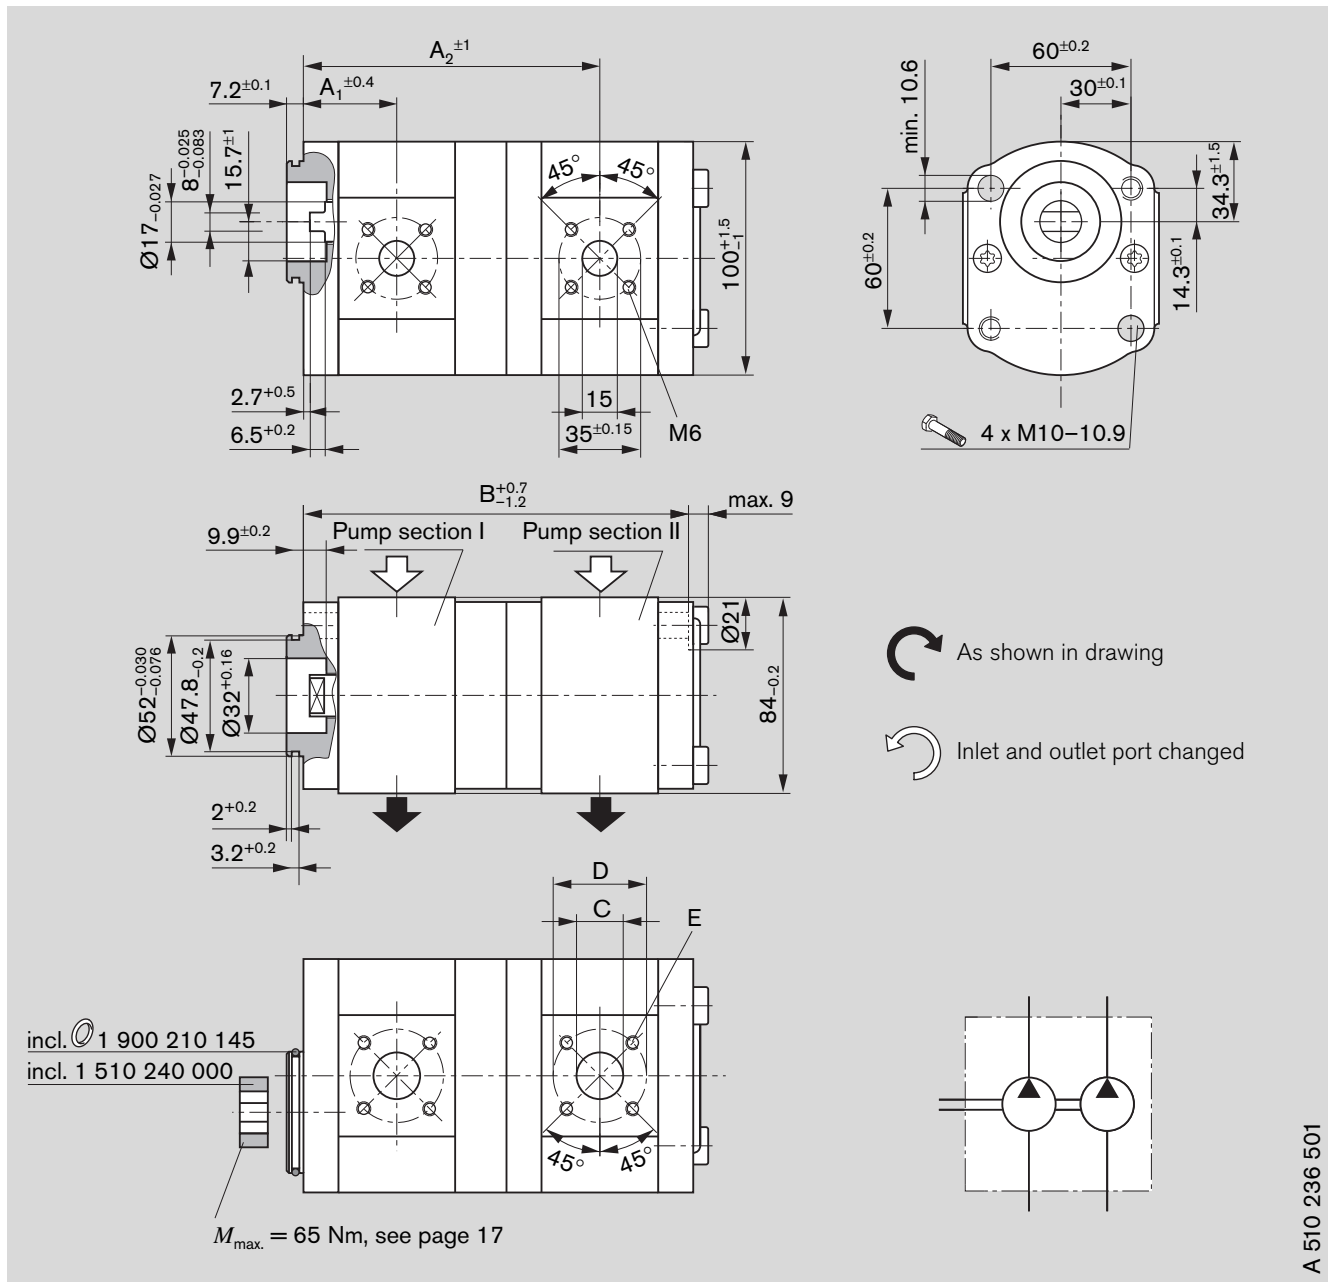 A₂±1
60±0.2
7.2±0.1
A₁±0.4
30±0.1
min. 10.6
8−0.025 −0.083
15.7±1
Ø17−0.027
45°
45°
100+1.5 −1
34.3±1.5
60±0.2
14.3±0.1
2.7+0.5
15
6.5+0.2
35±0.15
M6
4 x M10–10.9
B+0.7 −1.2
max. 9
9.9±0.2
Pump section I
Pump section II
Ø21
Ø52−0.030 −0.076
Ø47.8−0.2
Ø32+0.16
84−0.2
As shown in drawing
Inlet and outlet port changed
2+0.2
3.2+0.2
D
C
E
incl. 1 900 210 145
incl. 1 510 240 000
45°
45°
Mmax. = 65 Nm, see page 17
A 510 236 501